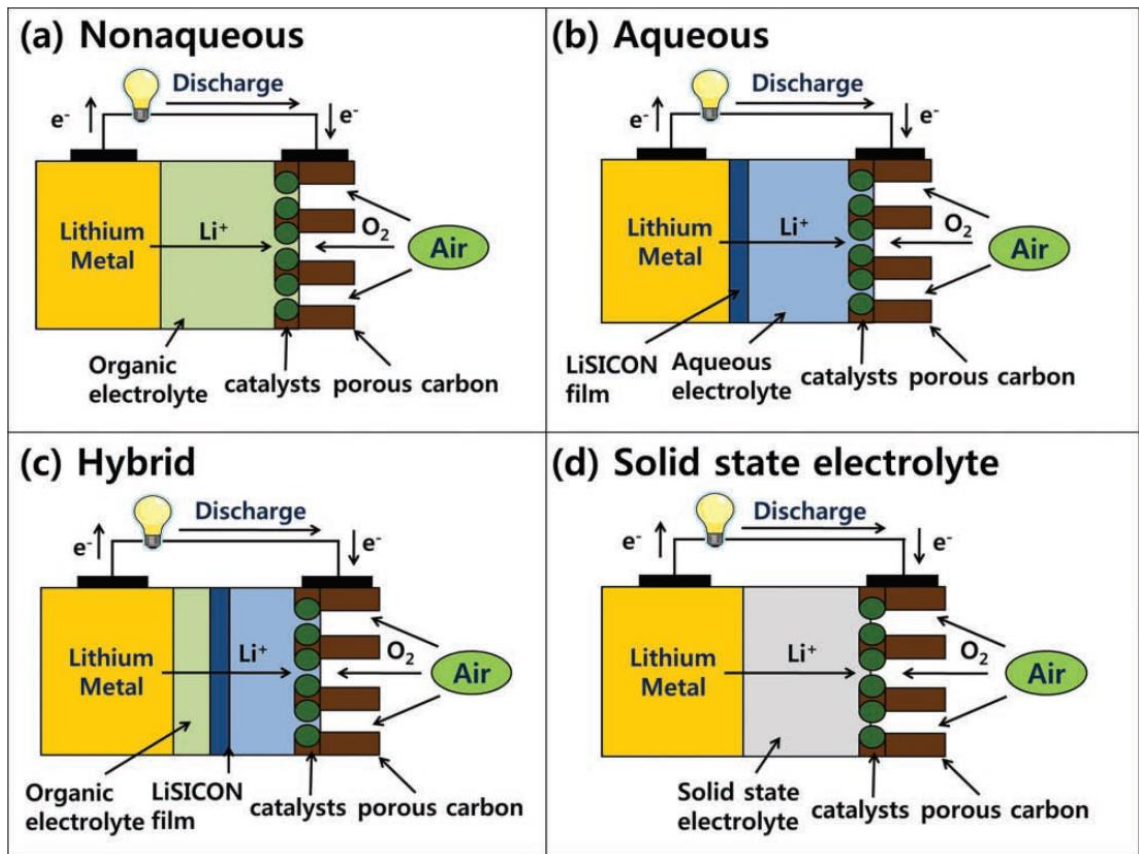 (a) Nonaqueous
Discharge
e-
e-
Lithium
Metal
Li+
O2
Air
Organic
electrolyte
catalysts porous carbon
(b) Aqueous
Discharge
e-
e-
Lithium
Metal
Li+
O2
Air
LiSICON
film
Aqueous
electrolyte
catalysts porous carbon
(c) Hybrid
Discharge
e-
e-
Lithium
Metal
Li+
O2
Air
Organic
electrolyte
LiSICON
film
catalysts porous carbon
(d) Solid state electrolyte
Discharge
e-
e-
Lithium
Metal
Li+
O2
Air
Solid state
electrolyte
catalysts porous carbon